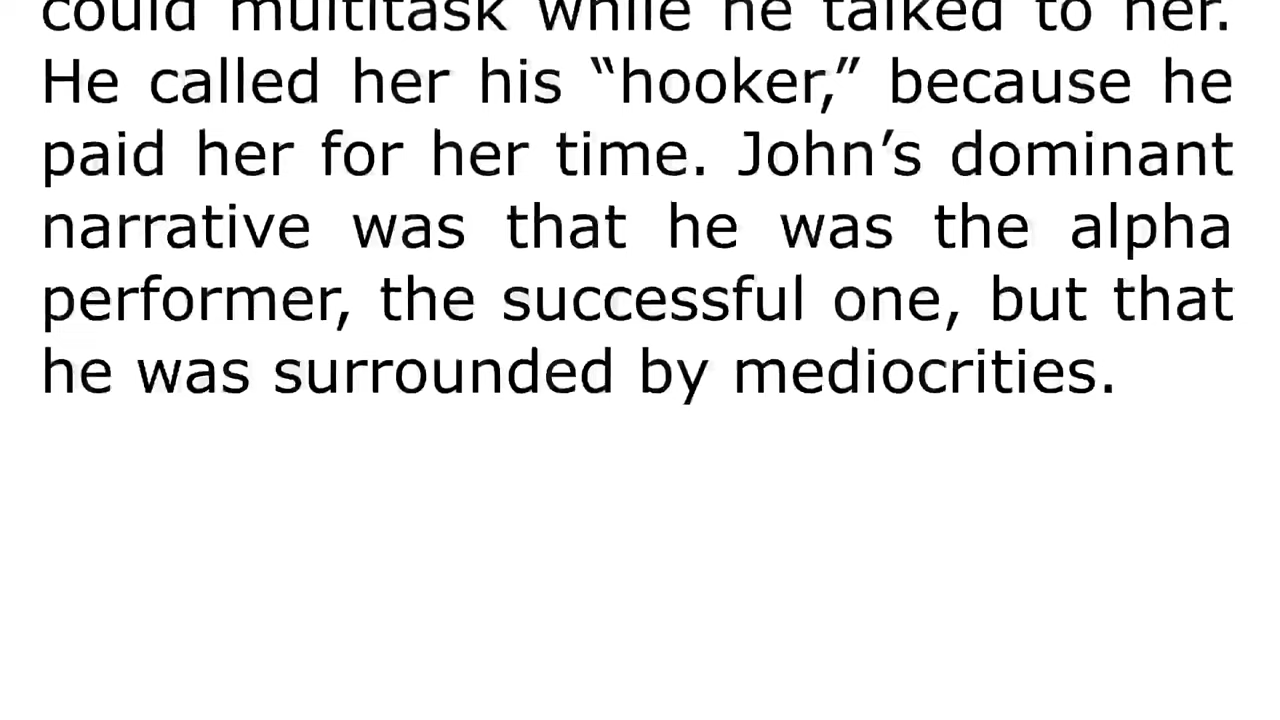 could multitask while he talked to her.
He called her his “hooker,” because he
paid her for her time. John’s dominant
narrative was that he was the alpha
performer, the successful one, but that
he was surrounded by mediocrities.